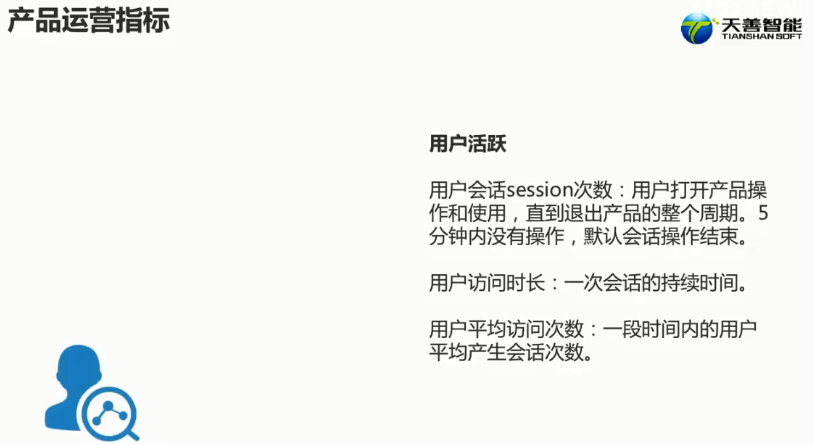 产品运营指标
天善智能
TIANSHAN SOFT
用户活跃
用户会话session次数：用户打开产品操
作和使用，直到退出产品的整个周期。5
分钟内没有操作，默认会话操作结束。
用户访问时长：一次会话的持续时间。
用户平均访问次数：一段时间内的用户
平均产生会话次数。